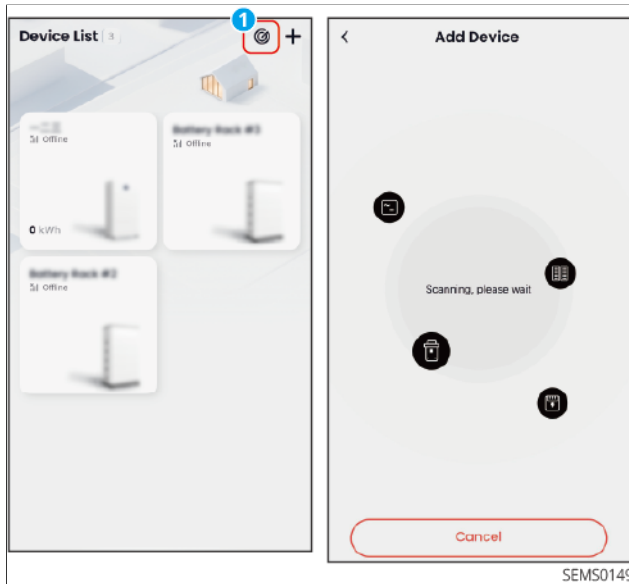 1
Device List 3
Offline
0 kWh
Battery Rack #3
Offline
Battery Rack #2
Offline
Add Device
Scanning, please wait
Cancel
SEMS0149